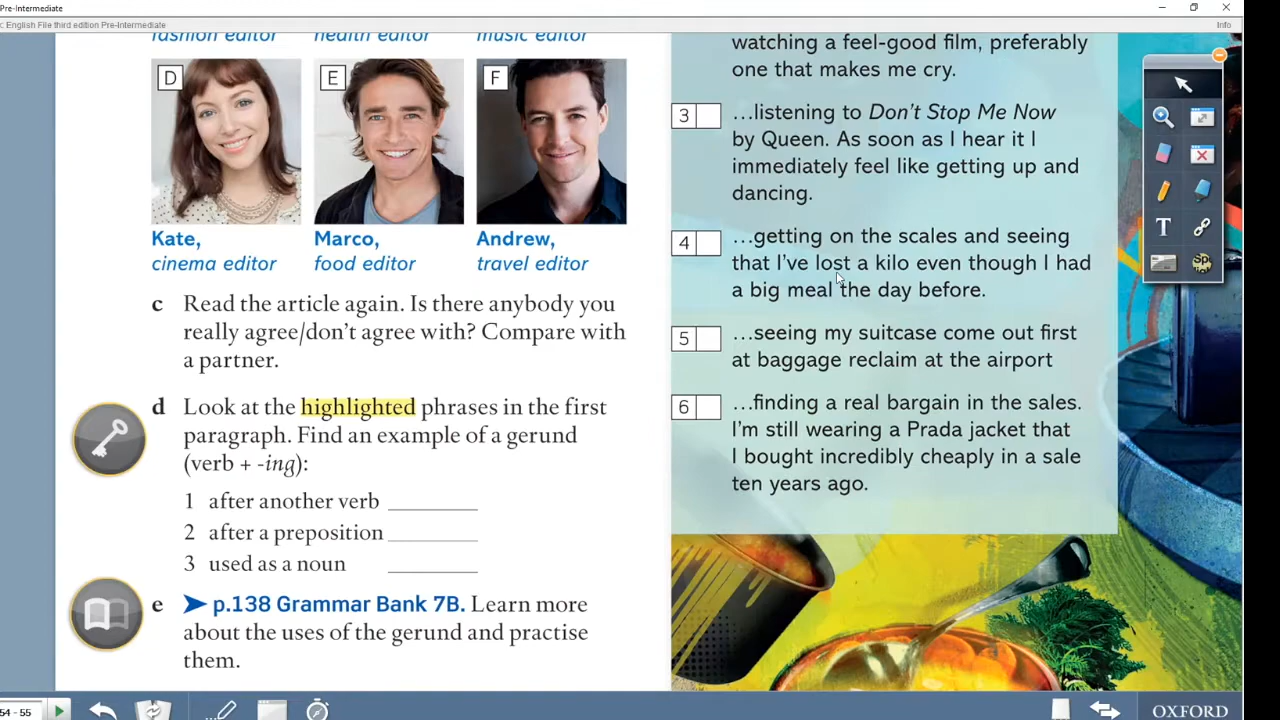 Pre-Intermediate
: English File third edition Pre-Intermediate
Info
fashion editor
health editor
music editor
D
E
F
Kate,
cinema editor
Marco,
food editor
Andrew,
travel editor
c Read the article again. Is there anybody you
really agree/don't agree with? Compare with
a partner.
d Look at the highlighted phrases in the first
paragraph. Find an example of a gerund
(verb + -ing):
1 after another verb
2 after a preposition
3 used as a noun
e ➤ p.138 Grammar Bank 7B. Learn more
about the uses of the gerund and practise
them.
watching a feel-good film, preferably
one that makes me cry.
3 …listening to Don't Stop Me Now
by Queen. As soon as I hear it I
immediately feel like getting up and
dancing.
4 …getting on the scales and seeing
that I've lost a kilo even though I had
a big meal the day before.
5 …seeing my suitcase come out first
at baggage reclaim at the airport
6 …finding a real bargain in the sales.
I'm still wearing a Prada jacket that
I bought incredibly cheaply in a sale
ten years ago.
T
sp
54 - 55
OXFORD